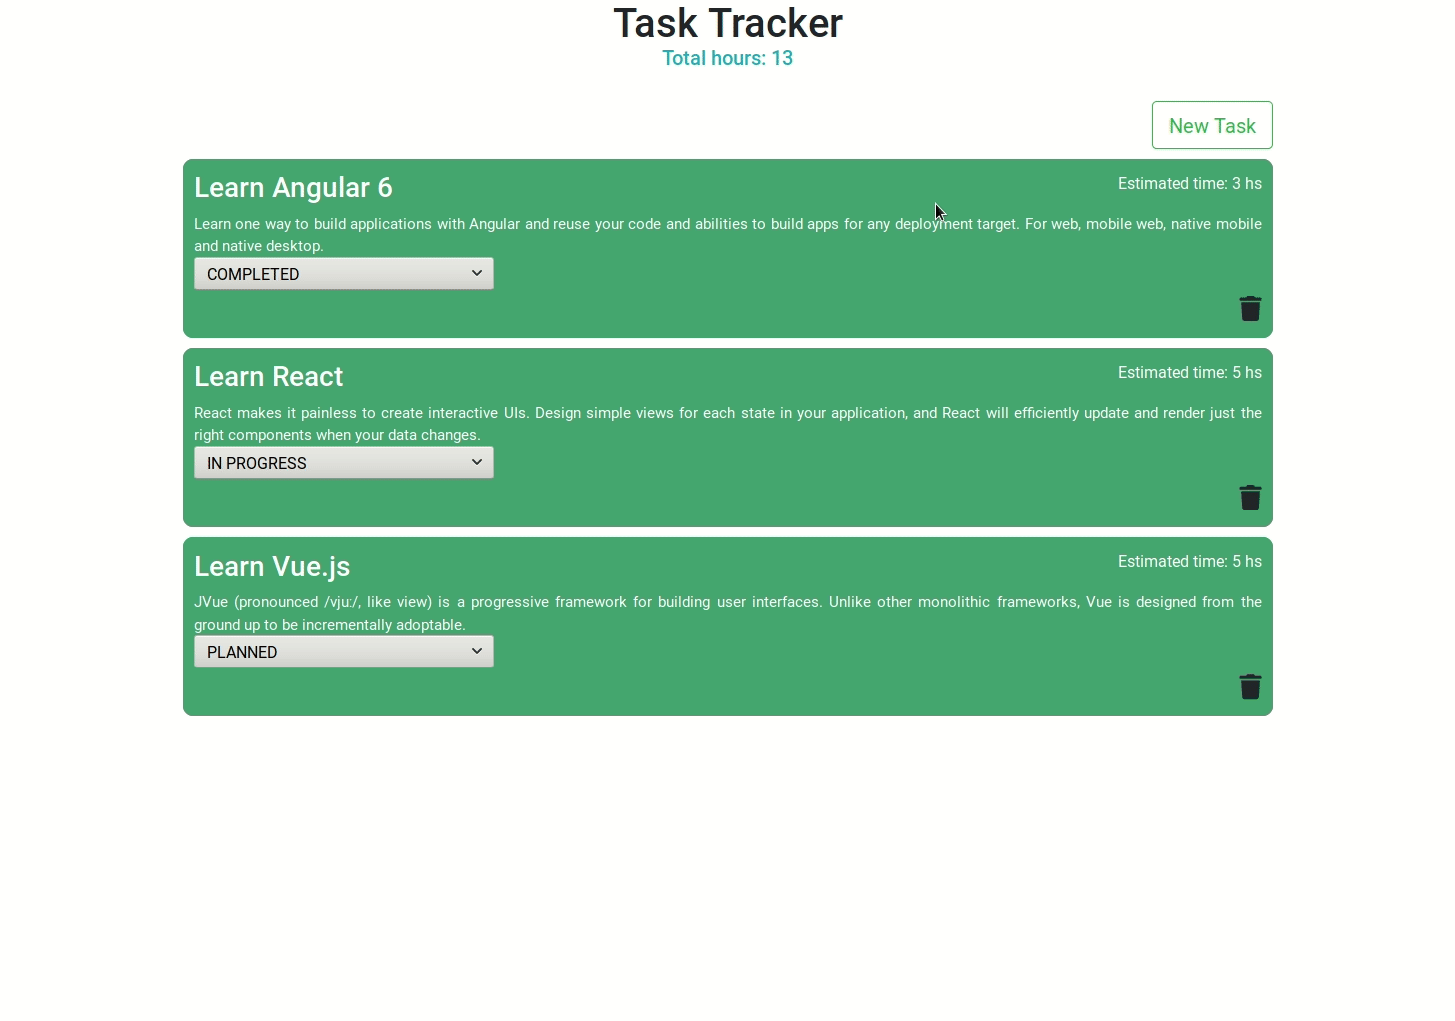 Task Tracker
Total hours: 13
New Task
Learn Angular 6
Estimated time: 3 hs
Learn one way to build applications with Angular and reuse your code and abilities to build apps for any deployment target. For web, mobile web, native mobile
and native desktop.
COMPLETED
Learn React
Estimated time: 5 hs
React makes it painless to create interactive UIs. Design simple views for each state in your application, and React will efficiently update and render just the
right components when your data changes.
IN PROGRESS
Learn Vue.js
Estimated time: 5 hs
JVue (pronounced /vju:/, like view) is a progressive framework for building user interfaces. Unlike other monolithic frameworks, Vue is designed from the
ground up to be incrementally adoptable.
PLANNED